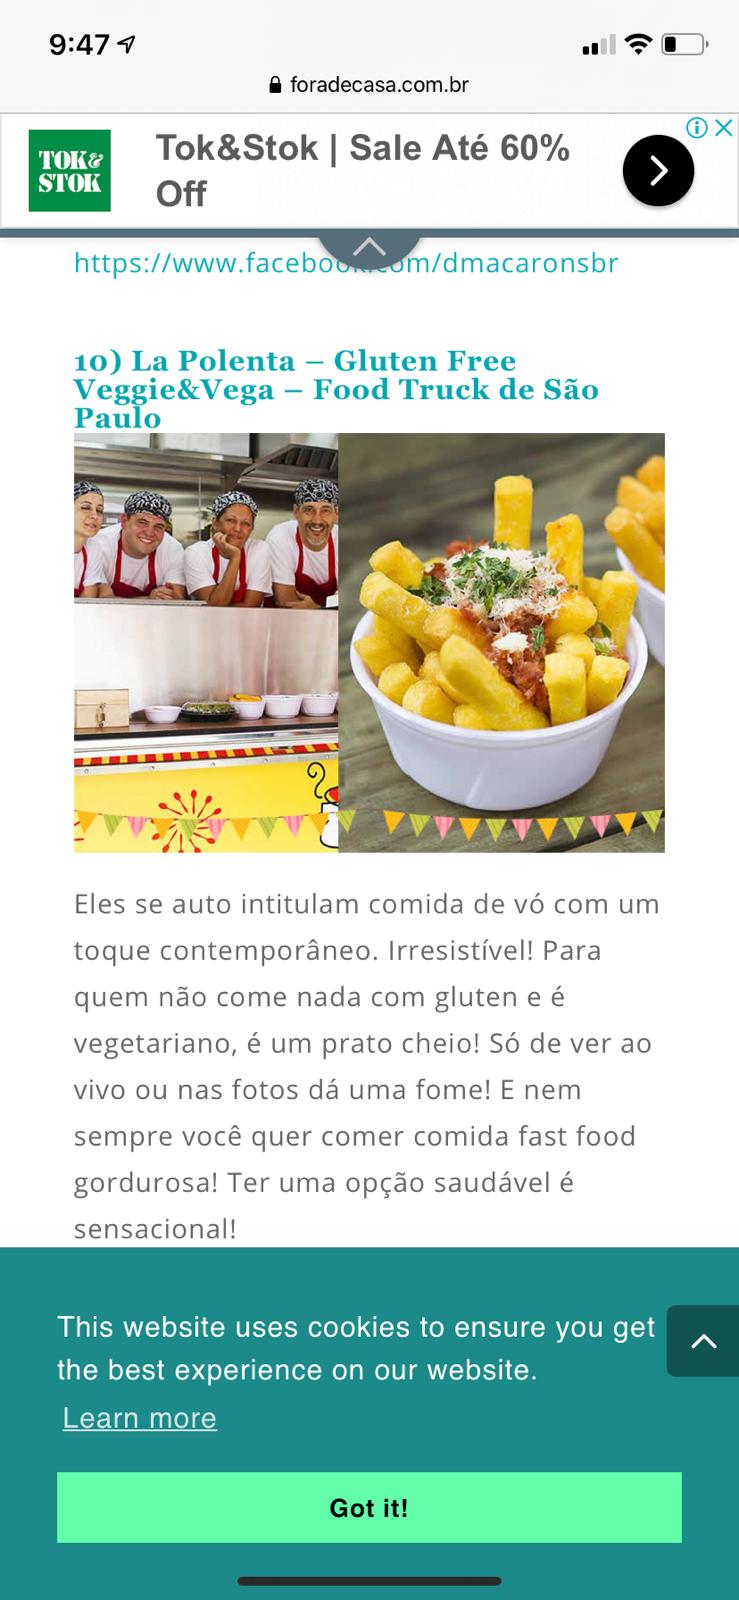 9:47
foradecasa.com.br
TOK&
STOK
Tok&Stok | Sale Até 60%
Off
https://www.facebook.com/dmacaronsbr
10) La Polenta – Gluten Free
Veggie&Vega – Food Truck de São
Paulo
Eles se auto intitulam comida de vó com um
toque contemporâneo. Irresistível! Para
quem não come nada com gluten e é
vegetariano, é um prato cheio! Só de ver ao
vivo ou nas fotos dá uma fome! E nem
sempre você quer comer comida fast food
gordurosa! Ter uma opção saudável é
sensacional!
This website uses cookies to ensure you get
the best experience on our website.
Learn more
Got it!